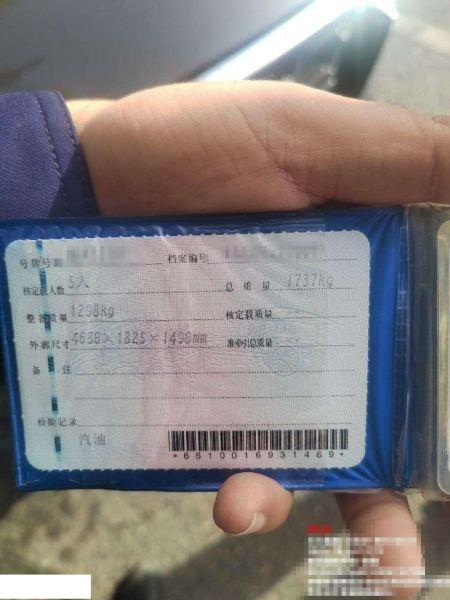 号牌号 档案编号
核定载人数 5人 总质量 1737kg
整备质量 1298kg 核定载质量
外廓尺寸 4638×1825×1498mm 准牵引总质量
备注
检验记录
汽油
*6510016931469*